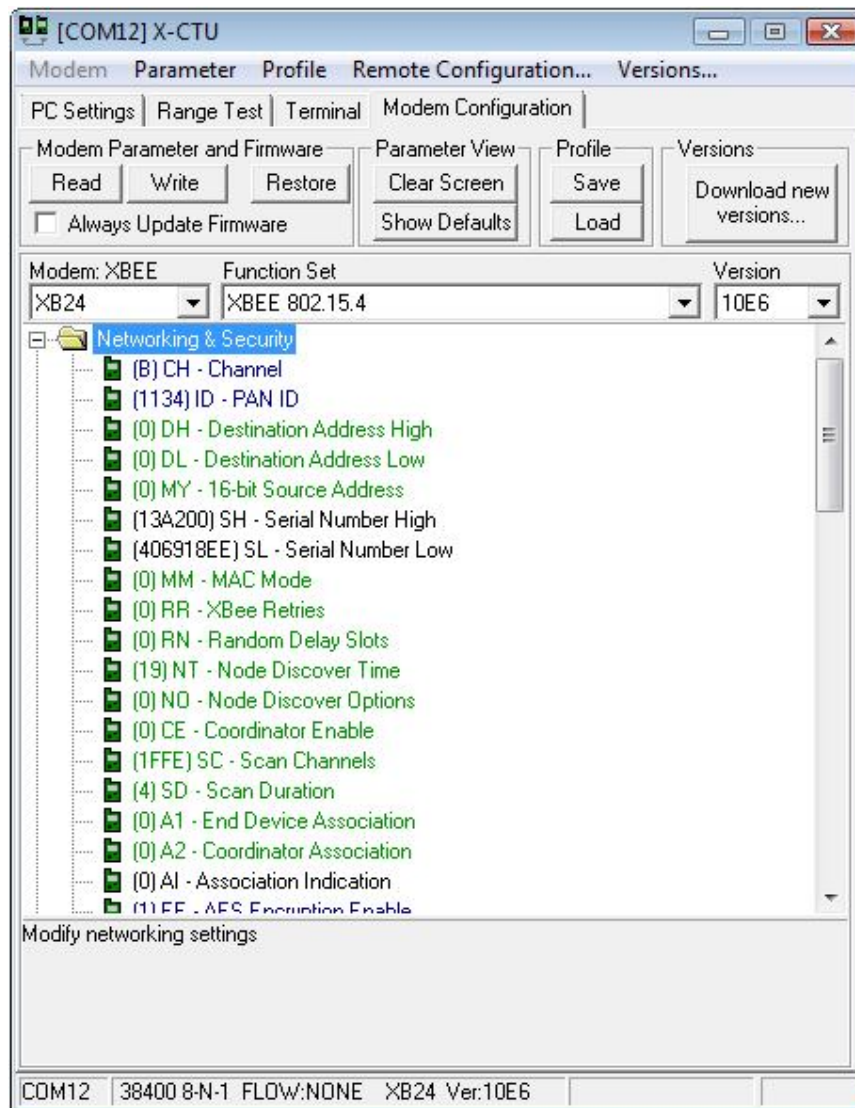 [COM12] X-CTU
Modem Parameter Profile Remote Configuration... Versions...
PC Settings Range Test Terminal Modem Configuration
Modem Parameter and Firmware Parameter View Profile Versions
Read Write Restore Clear Screen Save Download new versions...
Always Update Firmware Show Defaults Load
Modem: XBEE Function Set Version
XB24 XBEE 802.15.4 10E6
Networking & Security
(B) CH - Channel
(1134) ID - PAN ID
(0) DH - Destination Address High
(0) DL - Destination Address Low
(0) MY - 16-bit Source Address
(13A200) SH - Serial Number High
(406918EE) SL - Serial Number Low
(0) MM - MAC Mode
(0) RR - XBee Retries
(0) RN - Random Delay Slots
(19) NT - Node Discover Time
(0) NO - Node Discover Options
(0) CE - Coordinator Enable
(1FFE) SC - Scan Channels
(4) SD - Scan Duration
(0) A1 - End Device Association
(0) A2 - Coordinator Association
(0) AI - Association Indication
(1) EE - AES Encryption Enable
Modify networking settings
COM12 38400 8-N-1 FLOW:NONE XB24 Ver:10E6